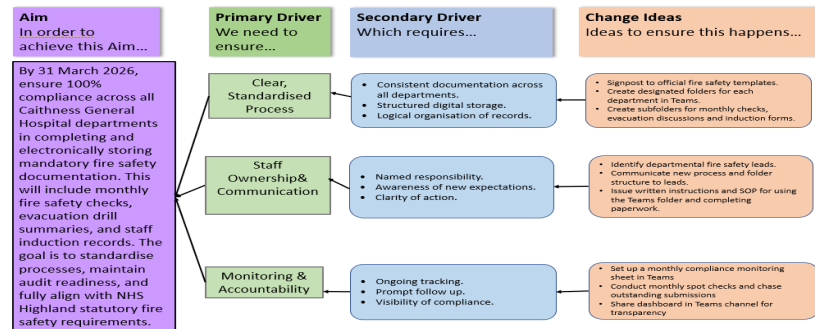 Aim
In order to
achieve this Aim...
Primary Driver
We need to
ensure...
Secondary Driver
Which requires...
Change Ideas
Ideas to ensure this happens...
By 31 March 2026,
ensure 100%
compliance across all
Caithness General
Hospital departments
in completing and
electronically storing
mandatory fire safety
documentation. This
will include monthly
fire safety checks,
evacuation drill
summaries, and staff
induction records. The
goal is to standardise
processes, maintain
audit readiness, and
fully align with NHS
Highland statutory fire
safety requirements.
Clear,
Standardised
Process
• Consistent documentation across
all departments.
• Structured digital storage.
• Logical organisation of records.
• Signpost to official fire safety templates.
• Create designated folders for each
department in Teams.
• Create subfolders for monthly checks,
evacuation discussions and induction forms.
Staff
Ownership&
Communication
• Named responsibility.
• Awareness of new expectations.
• Clarity of action.
• Identify departmental fire safety leads.
• Communicate new process and folder
structure to leads.
• Issue written instructions and SOP for using
the Teams folder and completing
paperwork.
Monitoring &
Accountability
• Ongoing tracking.
• Prompt follow up.
• Visibility of compliance.
• Set up a monthly compliance monitoring
sheet in Teams
• Conduct monthly spot checks and chase
outstanding submissions
• Share dashboard in Teams channel for
transparency